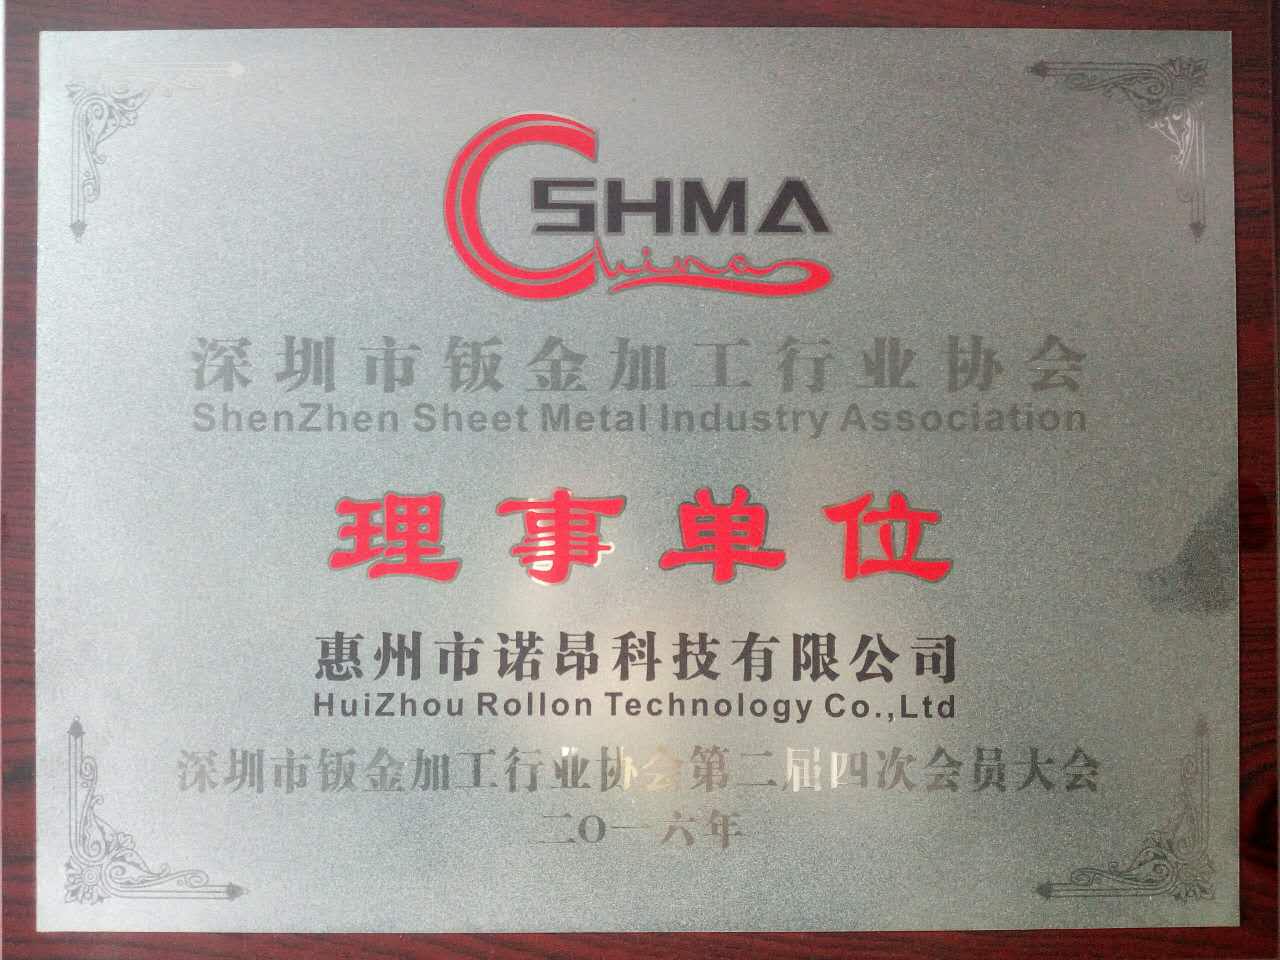 SHMA
China
深圳市钣金加工行业协会
ShenZhen Sheet Metal Industry Association
理事单位
惠州市诺昂科技有限公司
HuiZhou Rollon Technology Co.,Ltd
深圳市钣金加工行业协会第二届四次会员大会
二O一六年